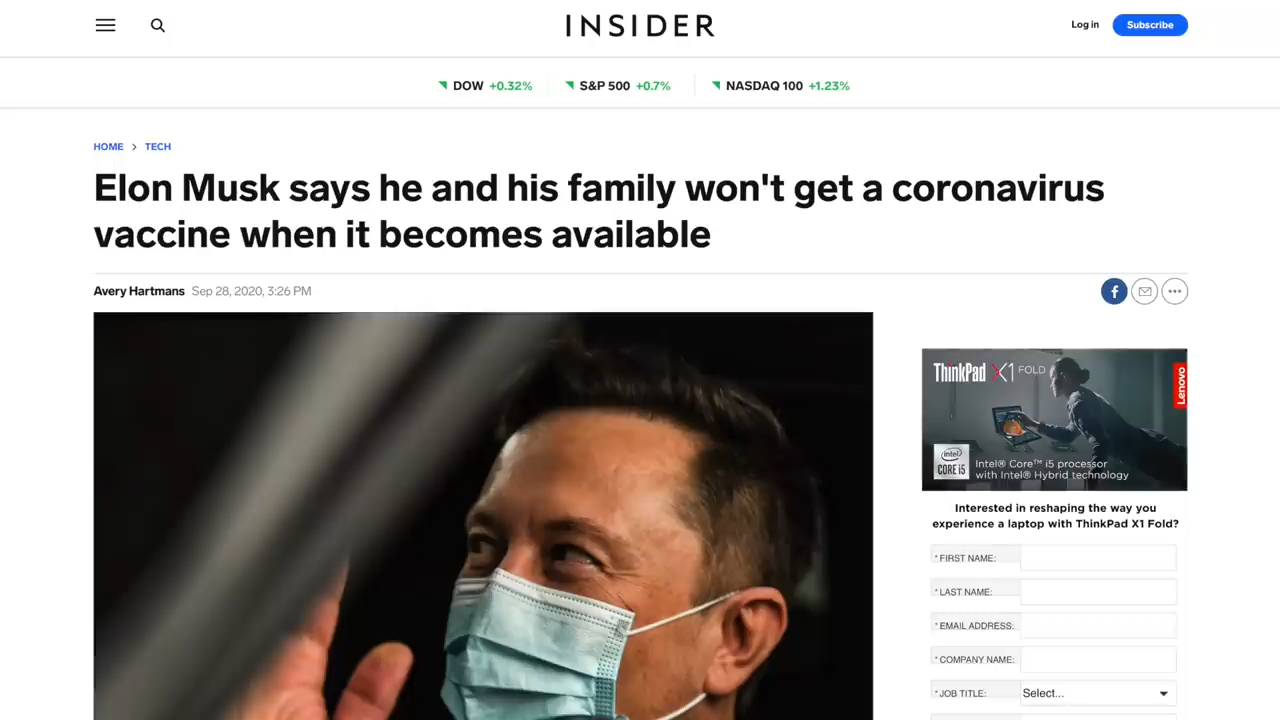 INSIDER
Log in
Subscribe
DOW +0.32%
S&P 500 +0.7%
NASDAQ 100 +1.23%
HOME > TECH
Elon Musk says he and his family won't get a coronavirus
vaccine when it becomes available
Avery Hartmans Sep 28, 2020, 3:26 PM
ThinkPad X1 FOLD
Lenovo
intel
CORE i5
Intel® Core™ i5 processor
with Intel® Hybrid technology
Interested in reshaping the way you
experience a laptop with ThinkPad X1 Fold?
* FIRST NAME:
* LAST NAME:
* EMAIL ADDRESS:
* COMPANY NAME:
* JOB TITLE: Select...